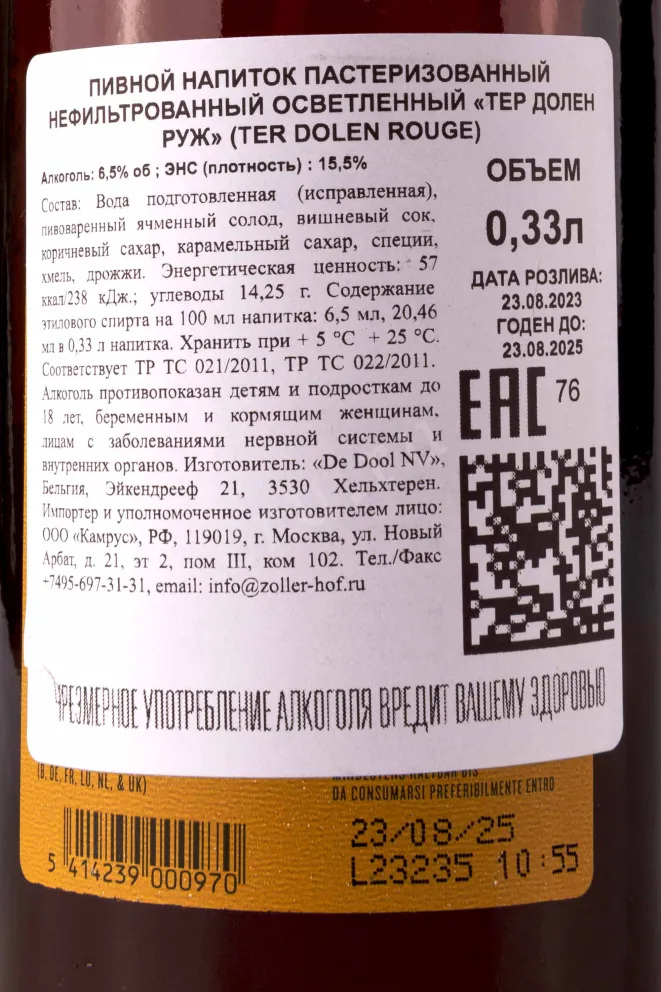 ПИВНОЙ НАПИТОК ПАСТЕРИЗОВАННЫЙ
НЕФИЛЬТРОВАННЫЙ ОСВЕТЛЕННЫЙ «ТЕР ДОЛЕН
РУЖ» (TER DOLEN ROUGE)
Алкоголь: 6,5% об ; ЭНС (плотность) : 15,5%
Состав: Вода подготовленная (исправленная),
пивоваренный ячменный солод, вишневый сок,
коричневый сахар, карамельный сахар, специи,
хмель, дрожжи. Энергетическая ценность: 57
ккал/238 кДж.; углеводы 14,25 г. Содержание
этилового спирта на 100 мл напитка: 6,5 мл, 20,46
мл в 0,33 л напитка. Хранить при + 5 °С + 25 °С.
Соответствует ТР ТС 021/2011, ТР ТС 022/2011.
Алкоголь противопоказан детям и подросткам до
18 лет, беременным и кормящим женщинам,
лицам с заболеваниями нервной системы и
внутренних органов. Изготовитель: «De Dool NV»,
Бельгия, Эйкендрееф 21, 3530 Хельхтерен.
Импортер и уполномоченное изготовителем лицо:
ООО «Камрус», РФ, 119019, г. Москва, ул. Новый
Арбат, д. 21, эт 2, пом III, ком 102. Тел./Факс
+7495-697-31-31, email: info@zoller-hof.ru
ОБЪЕМ
0,33л
ДАТА РОЗЛИВА:
23.08.2023
ГОДЕН ДО:
23.08.2025
EAC 76
ЧРЕЗМЕРНОЕ УПОТРЕБЛЕНИЕ АЛКОГОЛЯ ВРЕДИТ ВАШЕМУ ЗДОРОВЬЮ
(B, DE, FR, LU, NE, & UK)
MINDESTENS HALTBAR BIS
DA CONSUMARSI PREFERIBILMENTE ENTRO
23/08/25
L23235 10:55
5 414239 000970